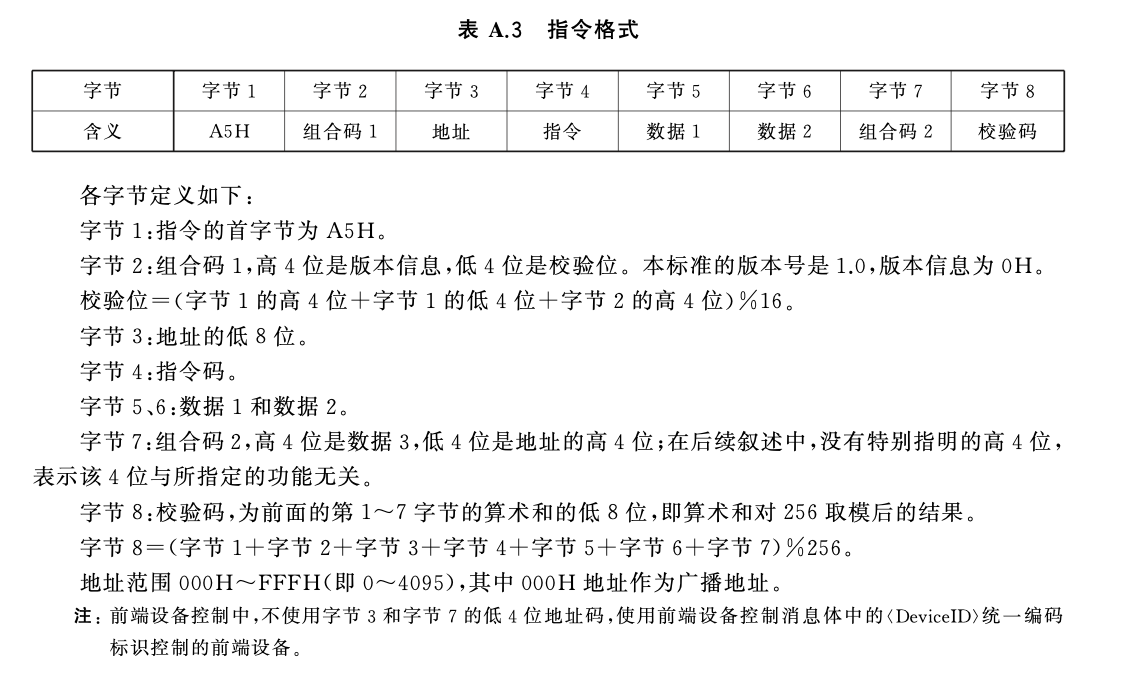 表 A.3 指令格式
字节 字节 1 字节 2 字节 3 字节 4 字节 5 字节 6 字节 7 字节 8
含义 A5H 组合码 1 地址 指令 数据 1 数据 2 组合码 2 校验码
各字节定义如下:
字节 1:指令的首字节为 A5H。
字节 2:组合码 1,高 4 位是版本信息,低 4 位是校验位。本标准的版本号是 1.0,版本信息为 0H。
校验位=(字节 1 的高 4 位+字节 1 的低 4 位+字节 2 的高 4 位)%16。
字节 3:地址的低 8 位。
字节 4:指令码。
字节 5、6:数据 1 和数据 2。
字节 7:组合码 2,高 4 位是数据 3,低 4 位是地址的高 4 位;在后续叙述中,没有特别指明的高 4 位,
表示该 4 位与所指定的功能无关。
字节 8:校验码,为前面的第 1～7 字节的算术和的低 8 位,即算术和对 256 取模后的结果。
字节 8=(字节 1+字节 2+字节 3+字节 4+字节 5+字节 6+字节 7)%256。
地址范围 000H～FFFH(即 0～4095),其中 000H 地址作为广播地址。
注: 前端设备控制中,不使用字节 3 和字节 7 的低 4 位地址码,使用前端设备控制消息体中的〈DeviceID〉统一编码
标识控制的前端设备。